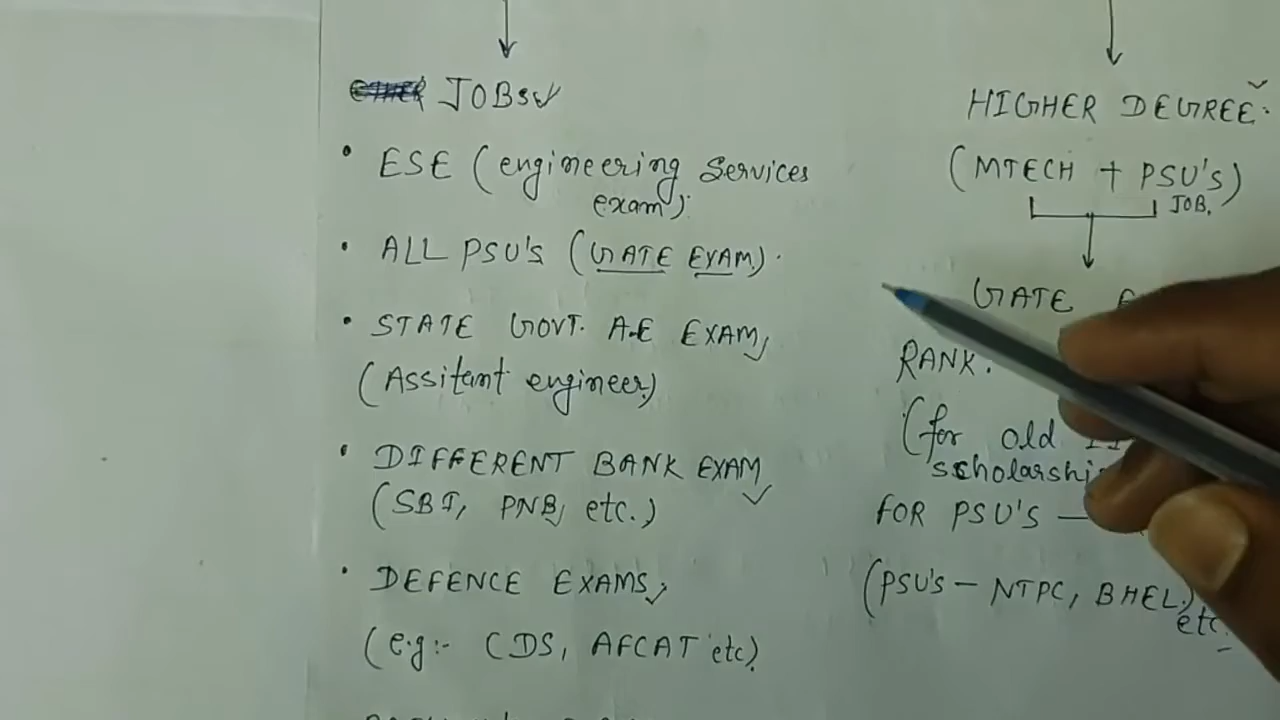 JOBs
HIGHER DEGREE.
• ESE (engineering Services
exam).
(MTECH + PSU'S)
JOB.
• ALL PSU'S (GATE EXAM).
GATE
• STATE GOVT. A.E EXAM,
(Assitant engineer)
RANK.
(for old
scholarshi
• DIFFERENT BANK EXAM
(SBI, PNB, etc.)
FOR PSU'S —
• DEFENCE EXAMS,
(PSU'S — NTPC, BHEL,)
etc.
(e.g:- CDS, AFCAT etc).